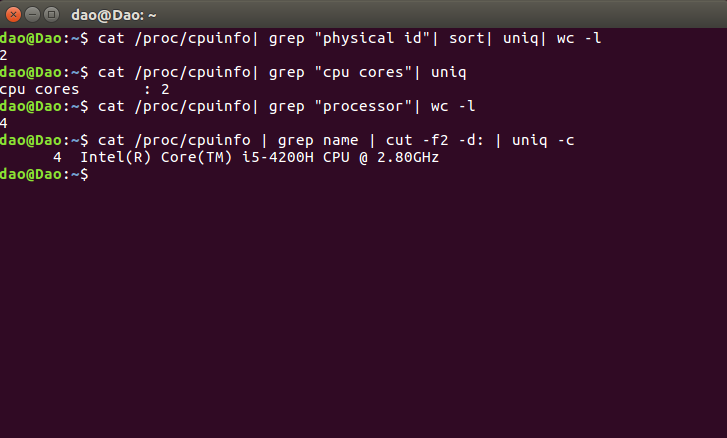 dao@Dao: ~
dao@Dao:~$ cat /proc/cpuinfo| grep "physical id"| sort| uniq| wc -l
2
dao@Dao:~$ cat /proc/cpuinfo| grep "cpu cores"| uniq
cpu cores       : 2
dao@Dao:~$ cat /proc/cpuinfo| grep "processor"| wc -l
4
dao@Dao:~$ cat /proc/cpuinfo | grep name | cut -f2 -d: | uniq -c
      4  Intel(R) Core(TM) i5-4200H CPU @ 2.80GHz
dao@Dao:~$